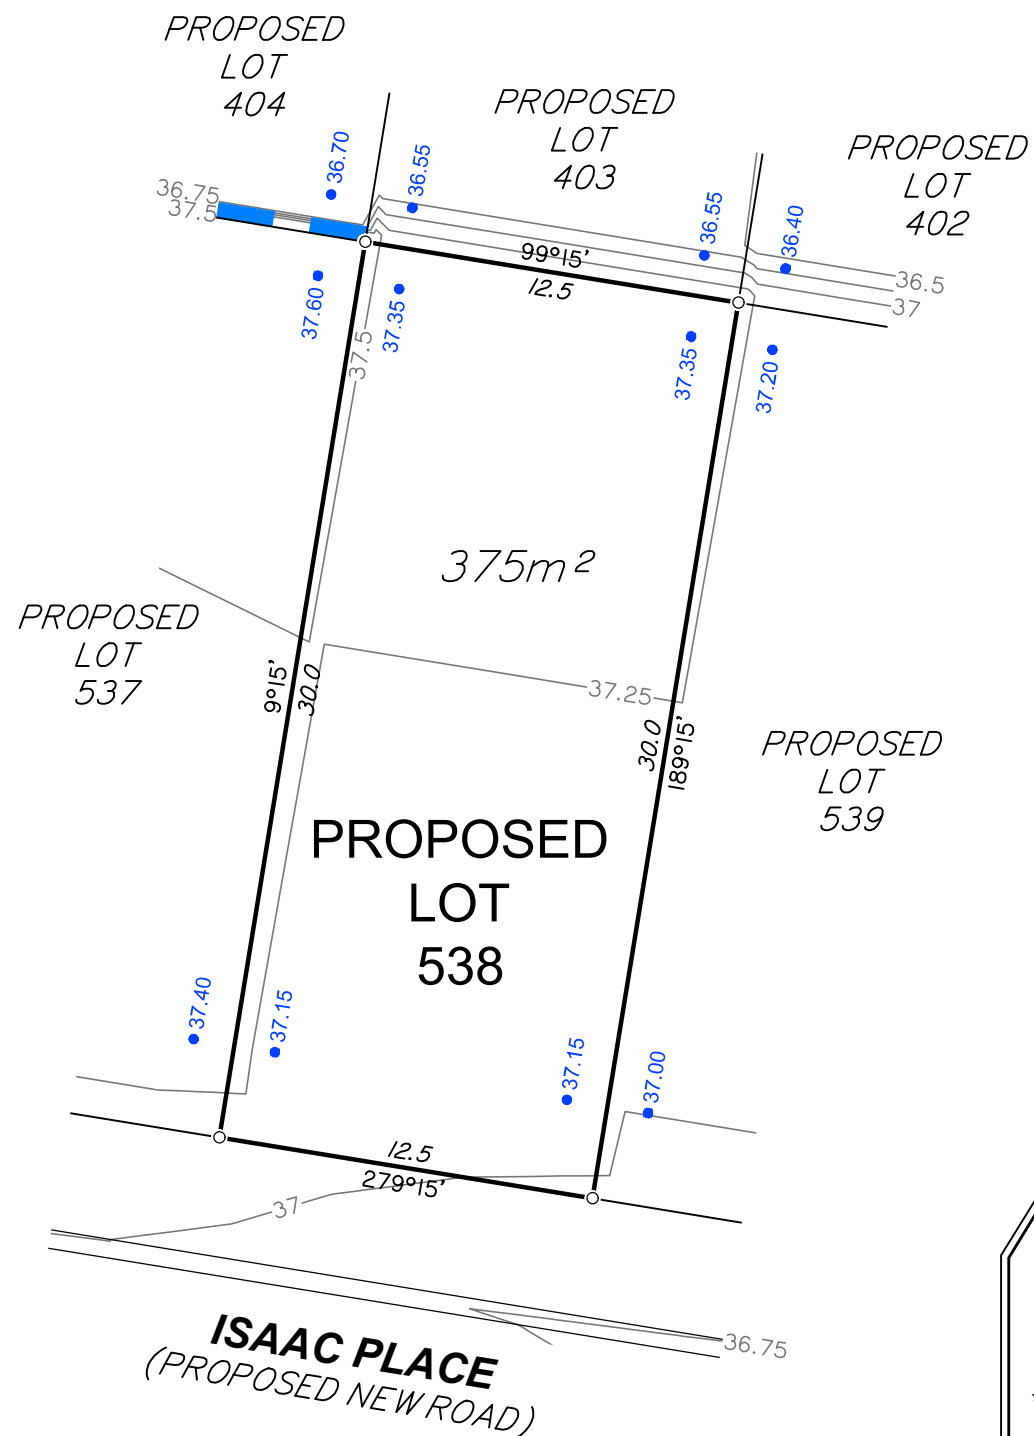 PROPOSED
LOT
404
PROPOSED
LOT
403
PROPOSED
LOT
402
36.70
36.55
36.55
36.40
36.75
37.5
99°15'
12.5
36.5
37
37.60
37.35
37.5
37.35
37.20
375m²
PROPOSED
LOT
537
9°15'
30.0
37.25
30.0
189°15'
PROPOSED
LOT
539
PROPOSED
LOT
538
37.40
37.15
37.15
37.00
12.5
279°15'
37
36.75
ISAAC PLACE
(PROPOSED NEW ROAD)